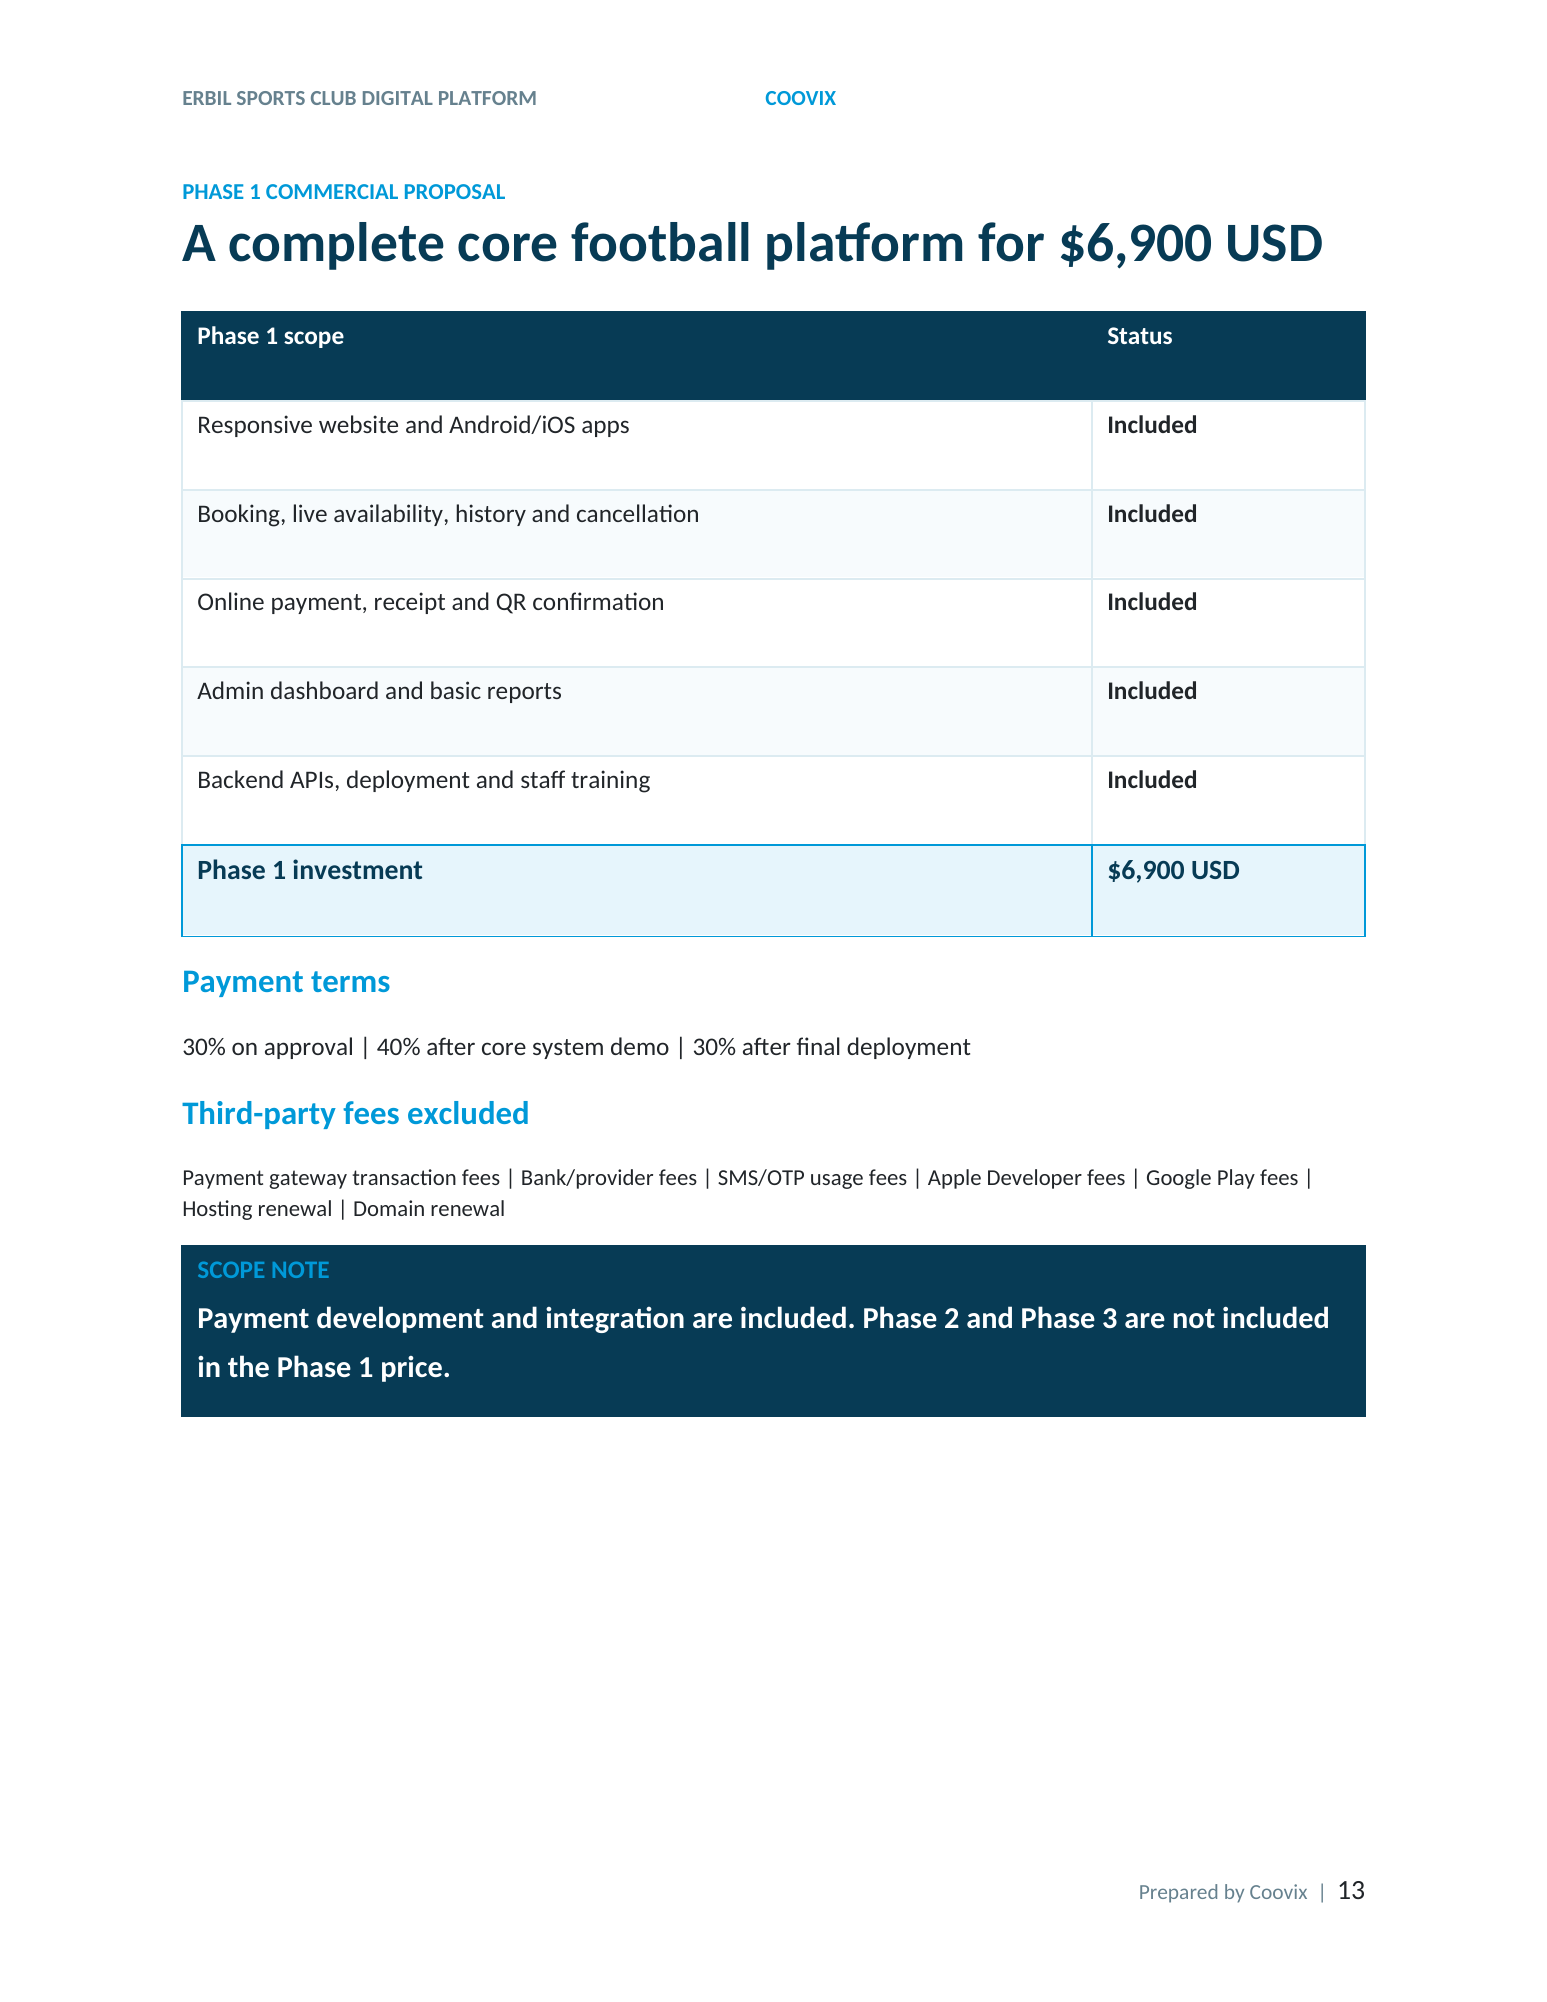 ERBIL SPORTS CLUB DIGITAL PLATFORM COOVIX
PHASE 1 COMMERCIAL PROPOSAL
A complete core football platform for $6,900 USD
Phase 1 scope Status
Responsive website and Android/iOS apps Included
Booking, live availability, history and cancellation Included
Online payment, receipt and QR confirmation Included
Admin dashboard and basic reports Included
Backend APIs, deployment and staff training Included
Phase 1 investment $6,900 USD
Payment terms
30% on approval | 40% after core system demo | 30% after final deployment
Third-party fees excluded
Payment gateway transaction fees | Bank/provider fees | SMS/OTP usage fees | Apple Developer fees | Google Play fees |
Hosting renewal | Domain renewal
SCOPE NOTE
Payment development and integration are included. Phase 2 and Phase 3 are not included
in the Phase 1 price.
Prepared by Coovix | 13